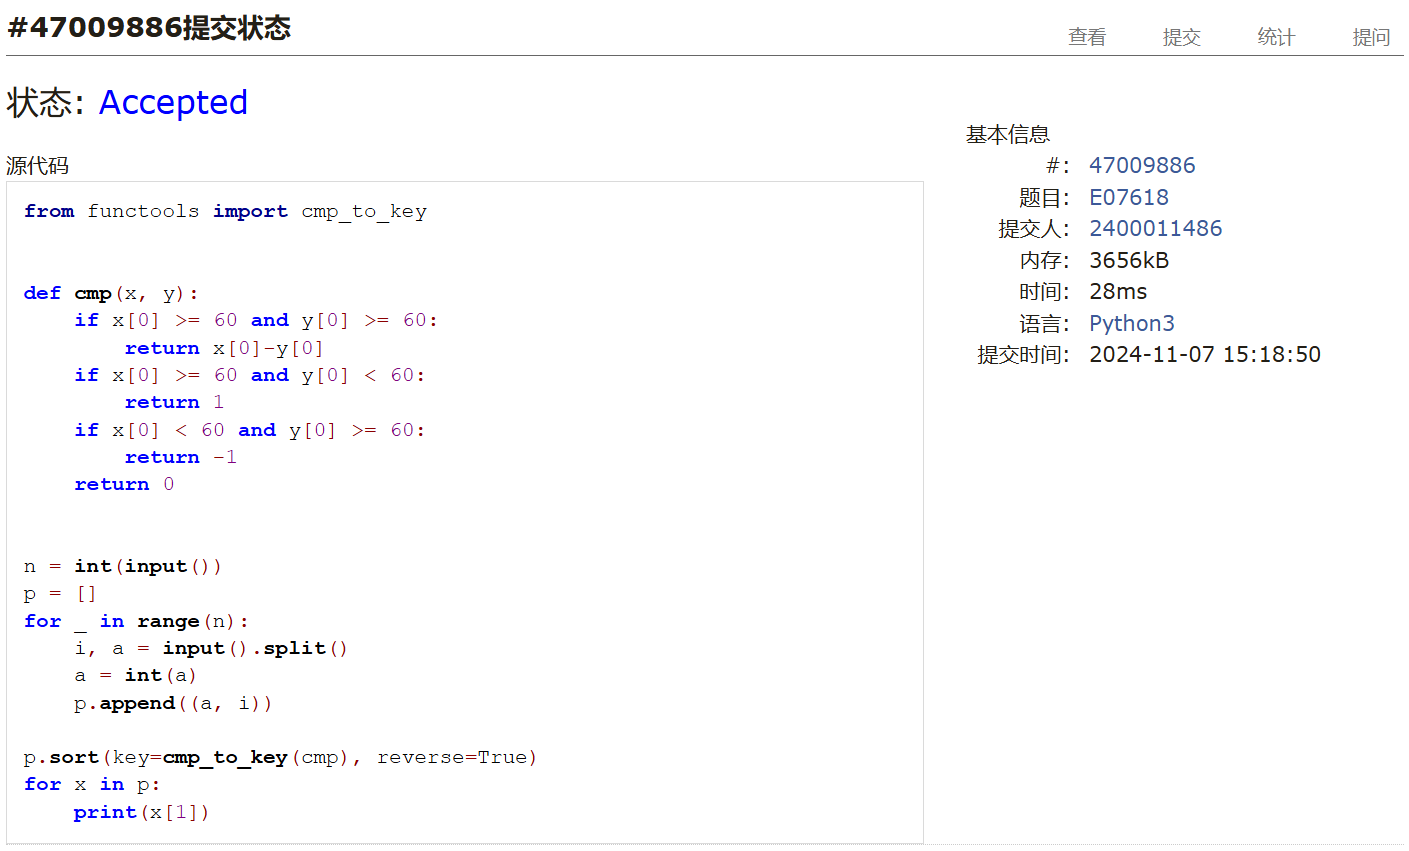 #47009886提交状态
查看 提交 统计 提问
状态: Accepted
源代码
from functools import cmp_to_key
def cmp(x, y):
    if x[0] >= 60 and y[0] >= 60:
        return x[0]-y[0]
    if x[0] >= 60 and y[0] < 60:
        return 1
    if x[0] < 60 and y[0] >= 60:
        return -1
    return 0
n = int(input())
p = []
for _ in range(n):
    i, a = input().split()
    a = int(a)
    p.append((a, i))
p.sort(key=cmp_to_key(cmp), reverse=True)
for x in p:
    print(x[1])
基本信息
#: 47009886
题目: E07618
提交人: 2400011486
内存: 3656kB
时间: 28ms
语言: Python3
提交时间: 2024-11-07 15:18:50